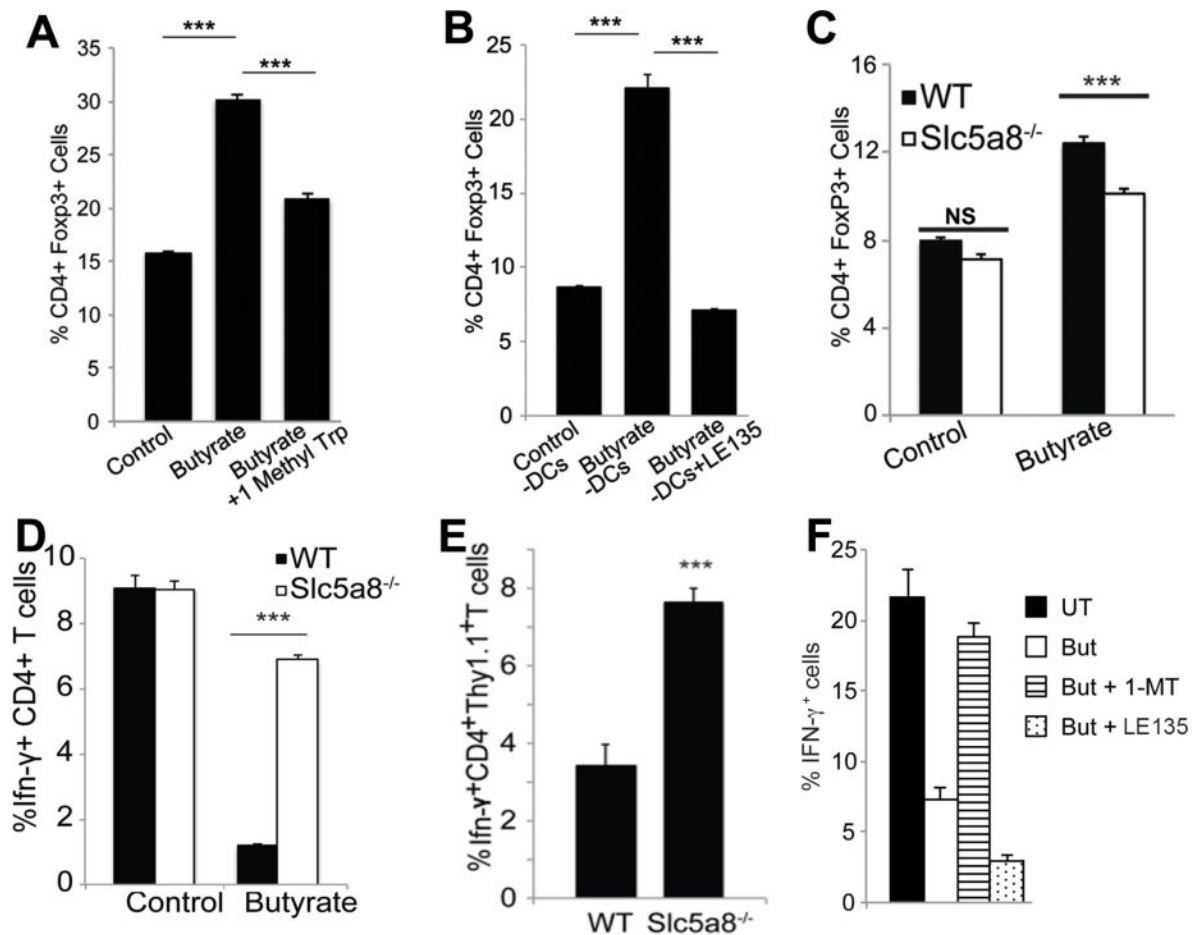 A
% CD4+ Foxp3+ Cells
35
30
25
20
15
10
5
0
***
***
Control
Butyrate
Butyrate
+1 Methyl Trp
B
% CD4+ Foxp3+ Cells
25
20
15
10
5
0
***
***
Control
-DCs
Butyrate
-DCs
Butyrate
-DCs+LE135
C
% CD4+ FoxP3+ Cells
16
12
8
4
0
WT
Slc5a8-/-
***
NS
Control
Butyrate
D
%Ifn-γ+ CD4+ T cells
10
8
6
4
2
0
WT
Slc5a8-/-
***
Control
Butyrate
E
%Ifn-γ+CD4+Thy1.1+T cells
8
6
4
2
0
***
WT
Slc5a8-/-
F
% IFN-γ+ cells
25
20
15
10
5
0
UT
But
But + 1-MT
But + LE135